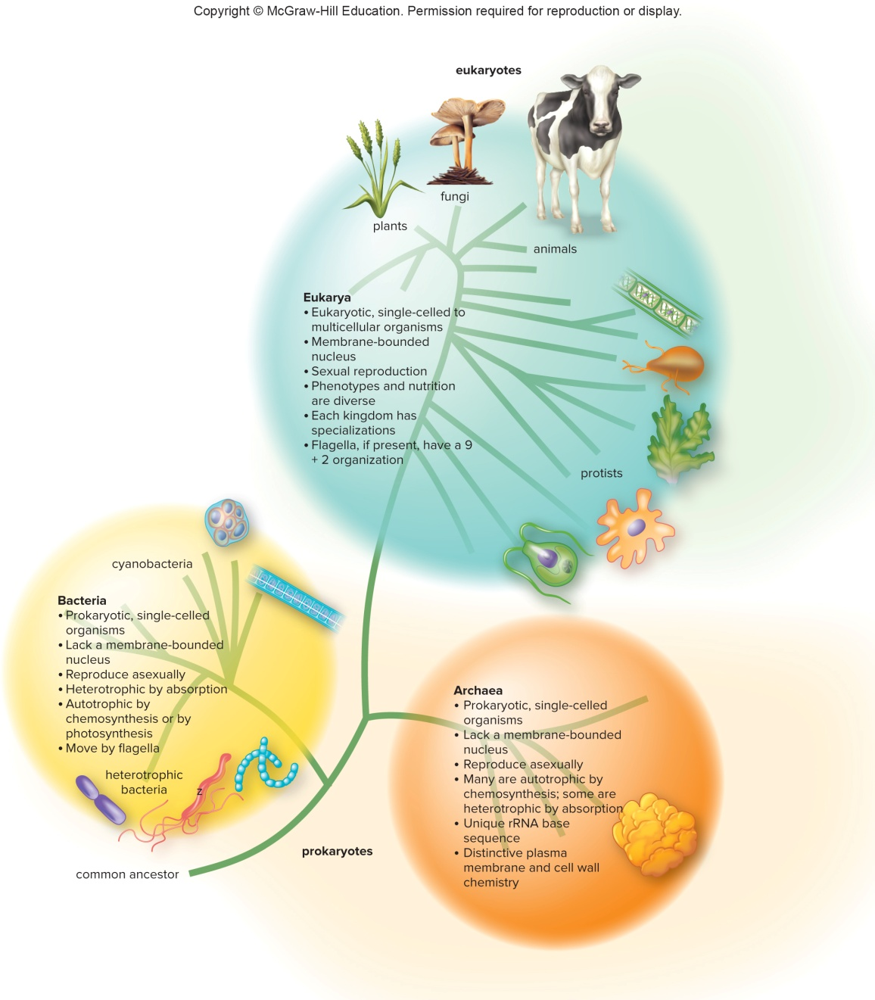 Copyright © McGraw-Hill Education. Permission required for reproduction or display.
eukaryotes
fungi
plants
animals
Eukarya
• Eukaryotic, single-celled to
multicellular organisms
• Membrane-bounded
nucleus
• Sexual reproduction
• Phenotypes and nutrition
are diverse
• Each kingdom has
specializations
• Flagella, if present, have a 9
+ 2 organization
protists
cyanobacteria
Bacteria
• Prokaryotic, single-celled
organisms
• Lack a membrane-bounded
nucleus
• Reproduce asexually
• Heterotrophic by absorption
• Autotrophic by
chemosynthesis or by
photosynthesis
• Move by flagella
heterotrophic
bacteria
z
Archaea
• Prokaryotic, single-celled
organisms
• Lack a membrane-bounded
nucleus
• Reproduce asexually
• Many are autotrophic by
chemosynthesis; some are
heterotrophic by absorption
• Unique rRNA base
sequence
• Distinctive plasma
membrane and cell wall
chemistry
prokaryotes
common ancestor